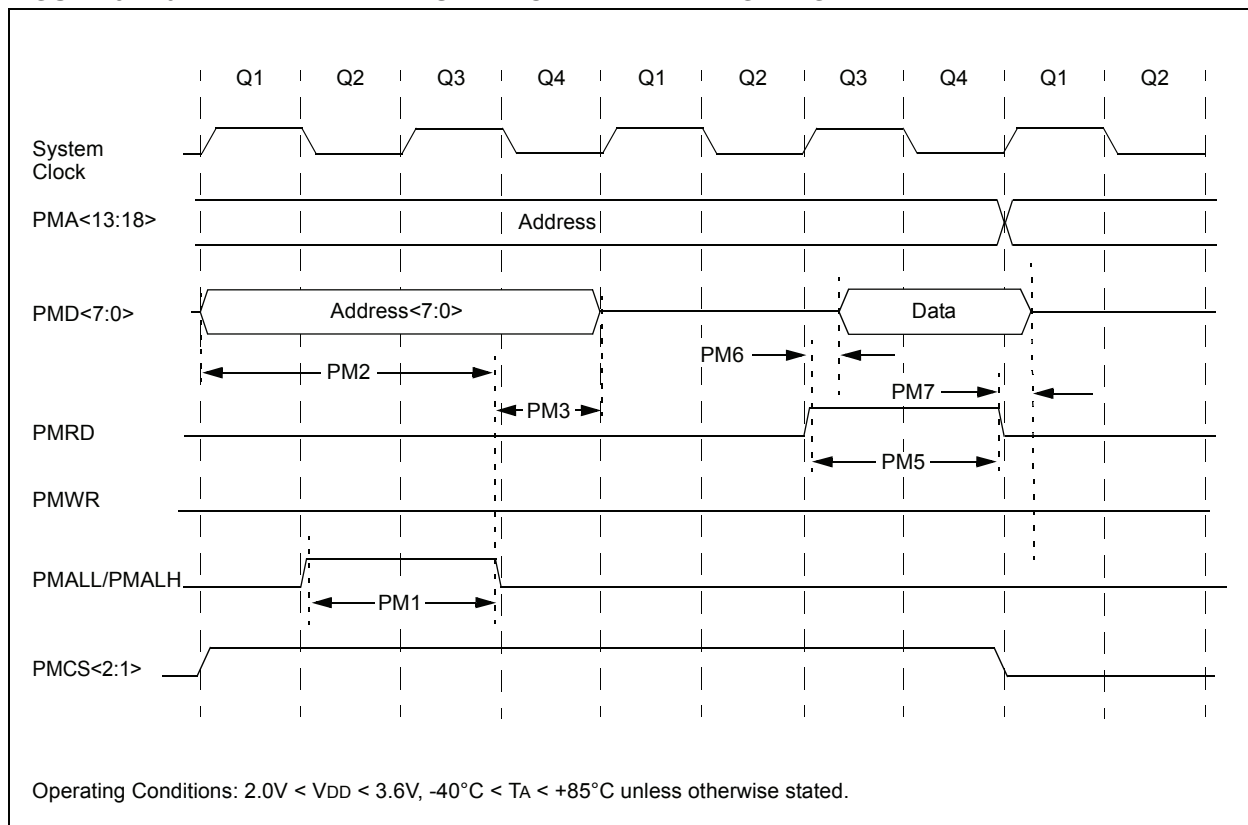 Q1 Q2 Q3 Q4 Q1 Q2 Q3 Q4 Q1 Q2
System
Clock
PMA<13:18>
Address
PMD<7:0>
Address<7:0>
Data
PM6
PM2
PM7
PM3
PMRD
PM5
PMWR
PMALL/PMALH
PM1
PMCS<2:1>
Operating Conditions: 2.0V < VDD < 3.6V, -40°C < TA < +85°C unless otherwise stated.